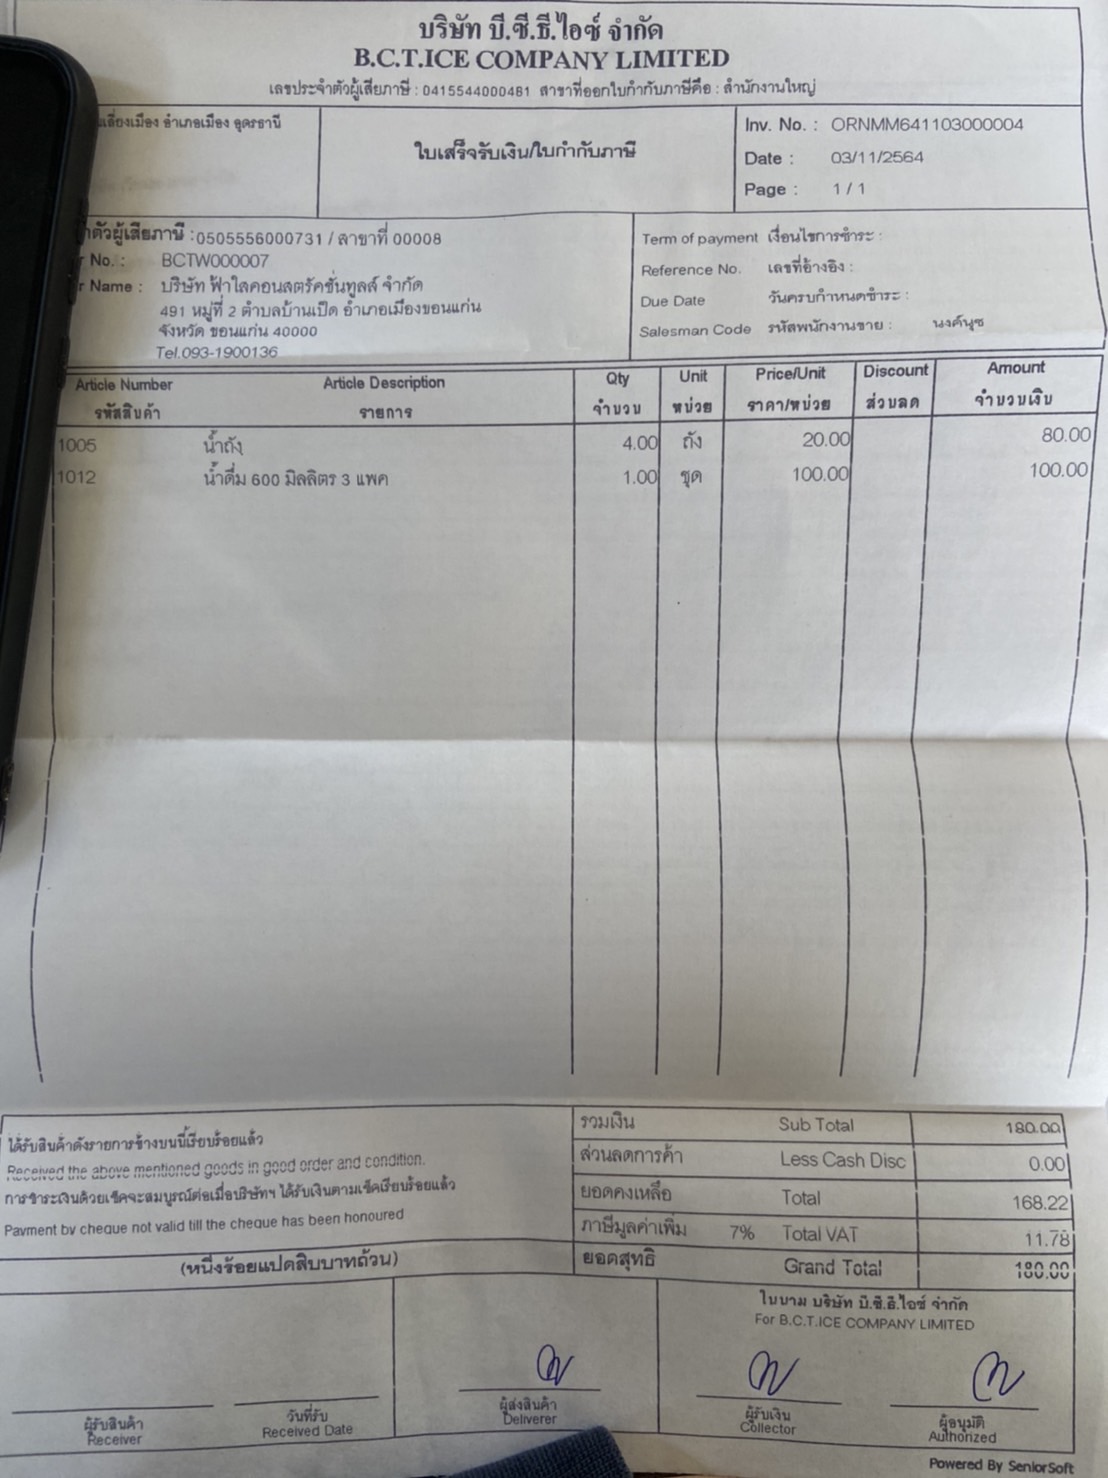 บริษัท บี.ซี.ธี.ไอซ์ จำกัด
B.C.T.ICE COMPANY LIMITED
เลขประจำตัวผู้เสียภาษี : 0415544000481 สาขาที่ออกใบกำกับภาษีคือ : สำนักงานใหญ่
เลี่ยงเมือง อำเภอเมือง อุดรธานี
ใบเสร็จรับเงิน/ใบกำกับภาษี
Inv. No. : ORNMM641103000004
Date : 03/11/2564
Page : 1 / 1
ตัวผู้เสียภาษี : 0505556000731 / สาขาที่ 00008
r No. : BCTW000007
r Name : บริษัท ฟ้าใสคอนสตรัคชั่นทูลส์ จำกัด
491 หมู่ที่ 2 ตำบลบ้านเป็ด อำเภอเมืองขอนแก่น
จังหวัด ขอนแก่น 40000
Tel.093-1900136
Term of payment เงื่อนไขการชำระ :
Reference No. เลขที่อ้างอิง :
Due Date วันครบกำหนดชำระ :
Salesman Code รหัสพนักงานขาย : นงค์นุช
Article Number Article Description Qty Unit Price/Unit Discount Amount
รหัสสินค้า รายการ จำนวน หน่วย ราคา/หน่วย ส่วนลด จำนวนเงิน
1005 น้ำถัง 4.00 ถัง 20.00 80.00
1012 น้ำดื่ม 600 มิลลิตร 3 แพค 1.00 ชุด 100.00 100.00
ได้รับสินค้าดังรายการข้างบนนี้เรียบร้อยแล้ว
Received the above mentioned goods in good order and condition.
การชำระเงินด้วยเช็คจะสมบูรณ์ต่อเมื่อบริษัทฯ ได้รับเงินตามเช็คเรียบร้อยแล้ว
Payment by cheque not valid till the cheque has been honoured
(หนึ่งร้อยแปดสิบบาทถ้วน)
รวมเงิน Sub Total 180.00
ส่วนลดการค้า Less Cash Disc 0.00
ยอดคงเหลือ Total 168.22
ภาษีมูลค่าเพิ่ม 7% Total VAT 11.78
ยอดสุทธิ Grand Total 180.00
ในนาม บริษัท บี.ซี.ธี.ไอซ์ จำกัด
For B.C.T.ICE COMPANY LIMITED
ผู้รับสินค้า วันที่รับ ผู้ส่งสินค้า ผู้รับเงิน ผู้อนุมัติ
Receiver Received Date Deliverer Collector Authorized
Powered By SeniorSoft